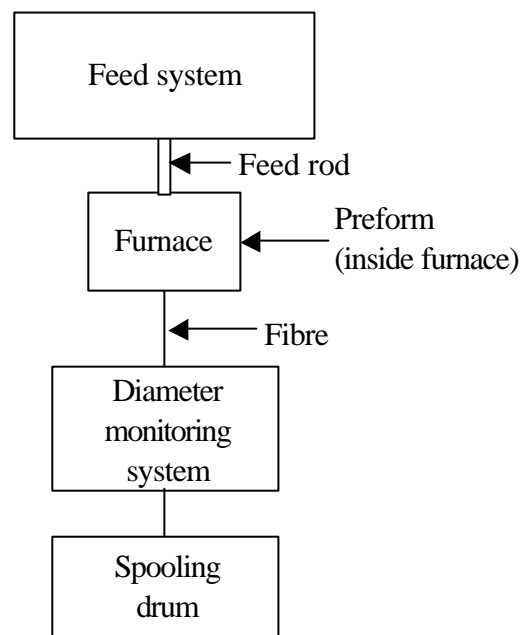 Feed system
Feed rod
Furnace
Preform
(inside furnace)
Fibre
Diameter
monitoring
system
Spooling
drum